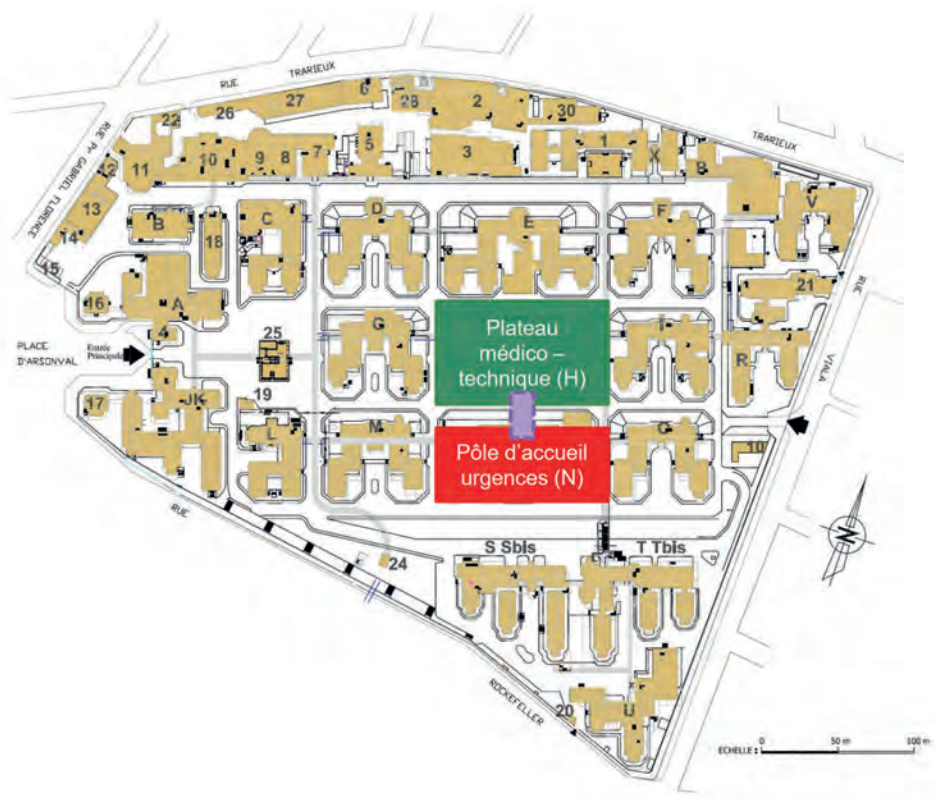 RUE TRARIEUX
6
27
28
2
26
30
22
TRARIEUX
RUE Pr GABRIEL FLORENCE
11
10
9
8
7
5
3
1
X
13
14
15
B
18
C
D
E
F
V
16
A
21
4
25
G
Plateau
médico –
technique (H)
R
RUE VIALA
PLACE
D'ARSONVAL
Entrée
Principale
17
JK
19
L
M
Pôle d'accueil
urgences (N)
10
RUE
24
S Sbis
T Tbis
N
ROCKEFELLER
20
U
ECHELLE :
0
50 m
100 m